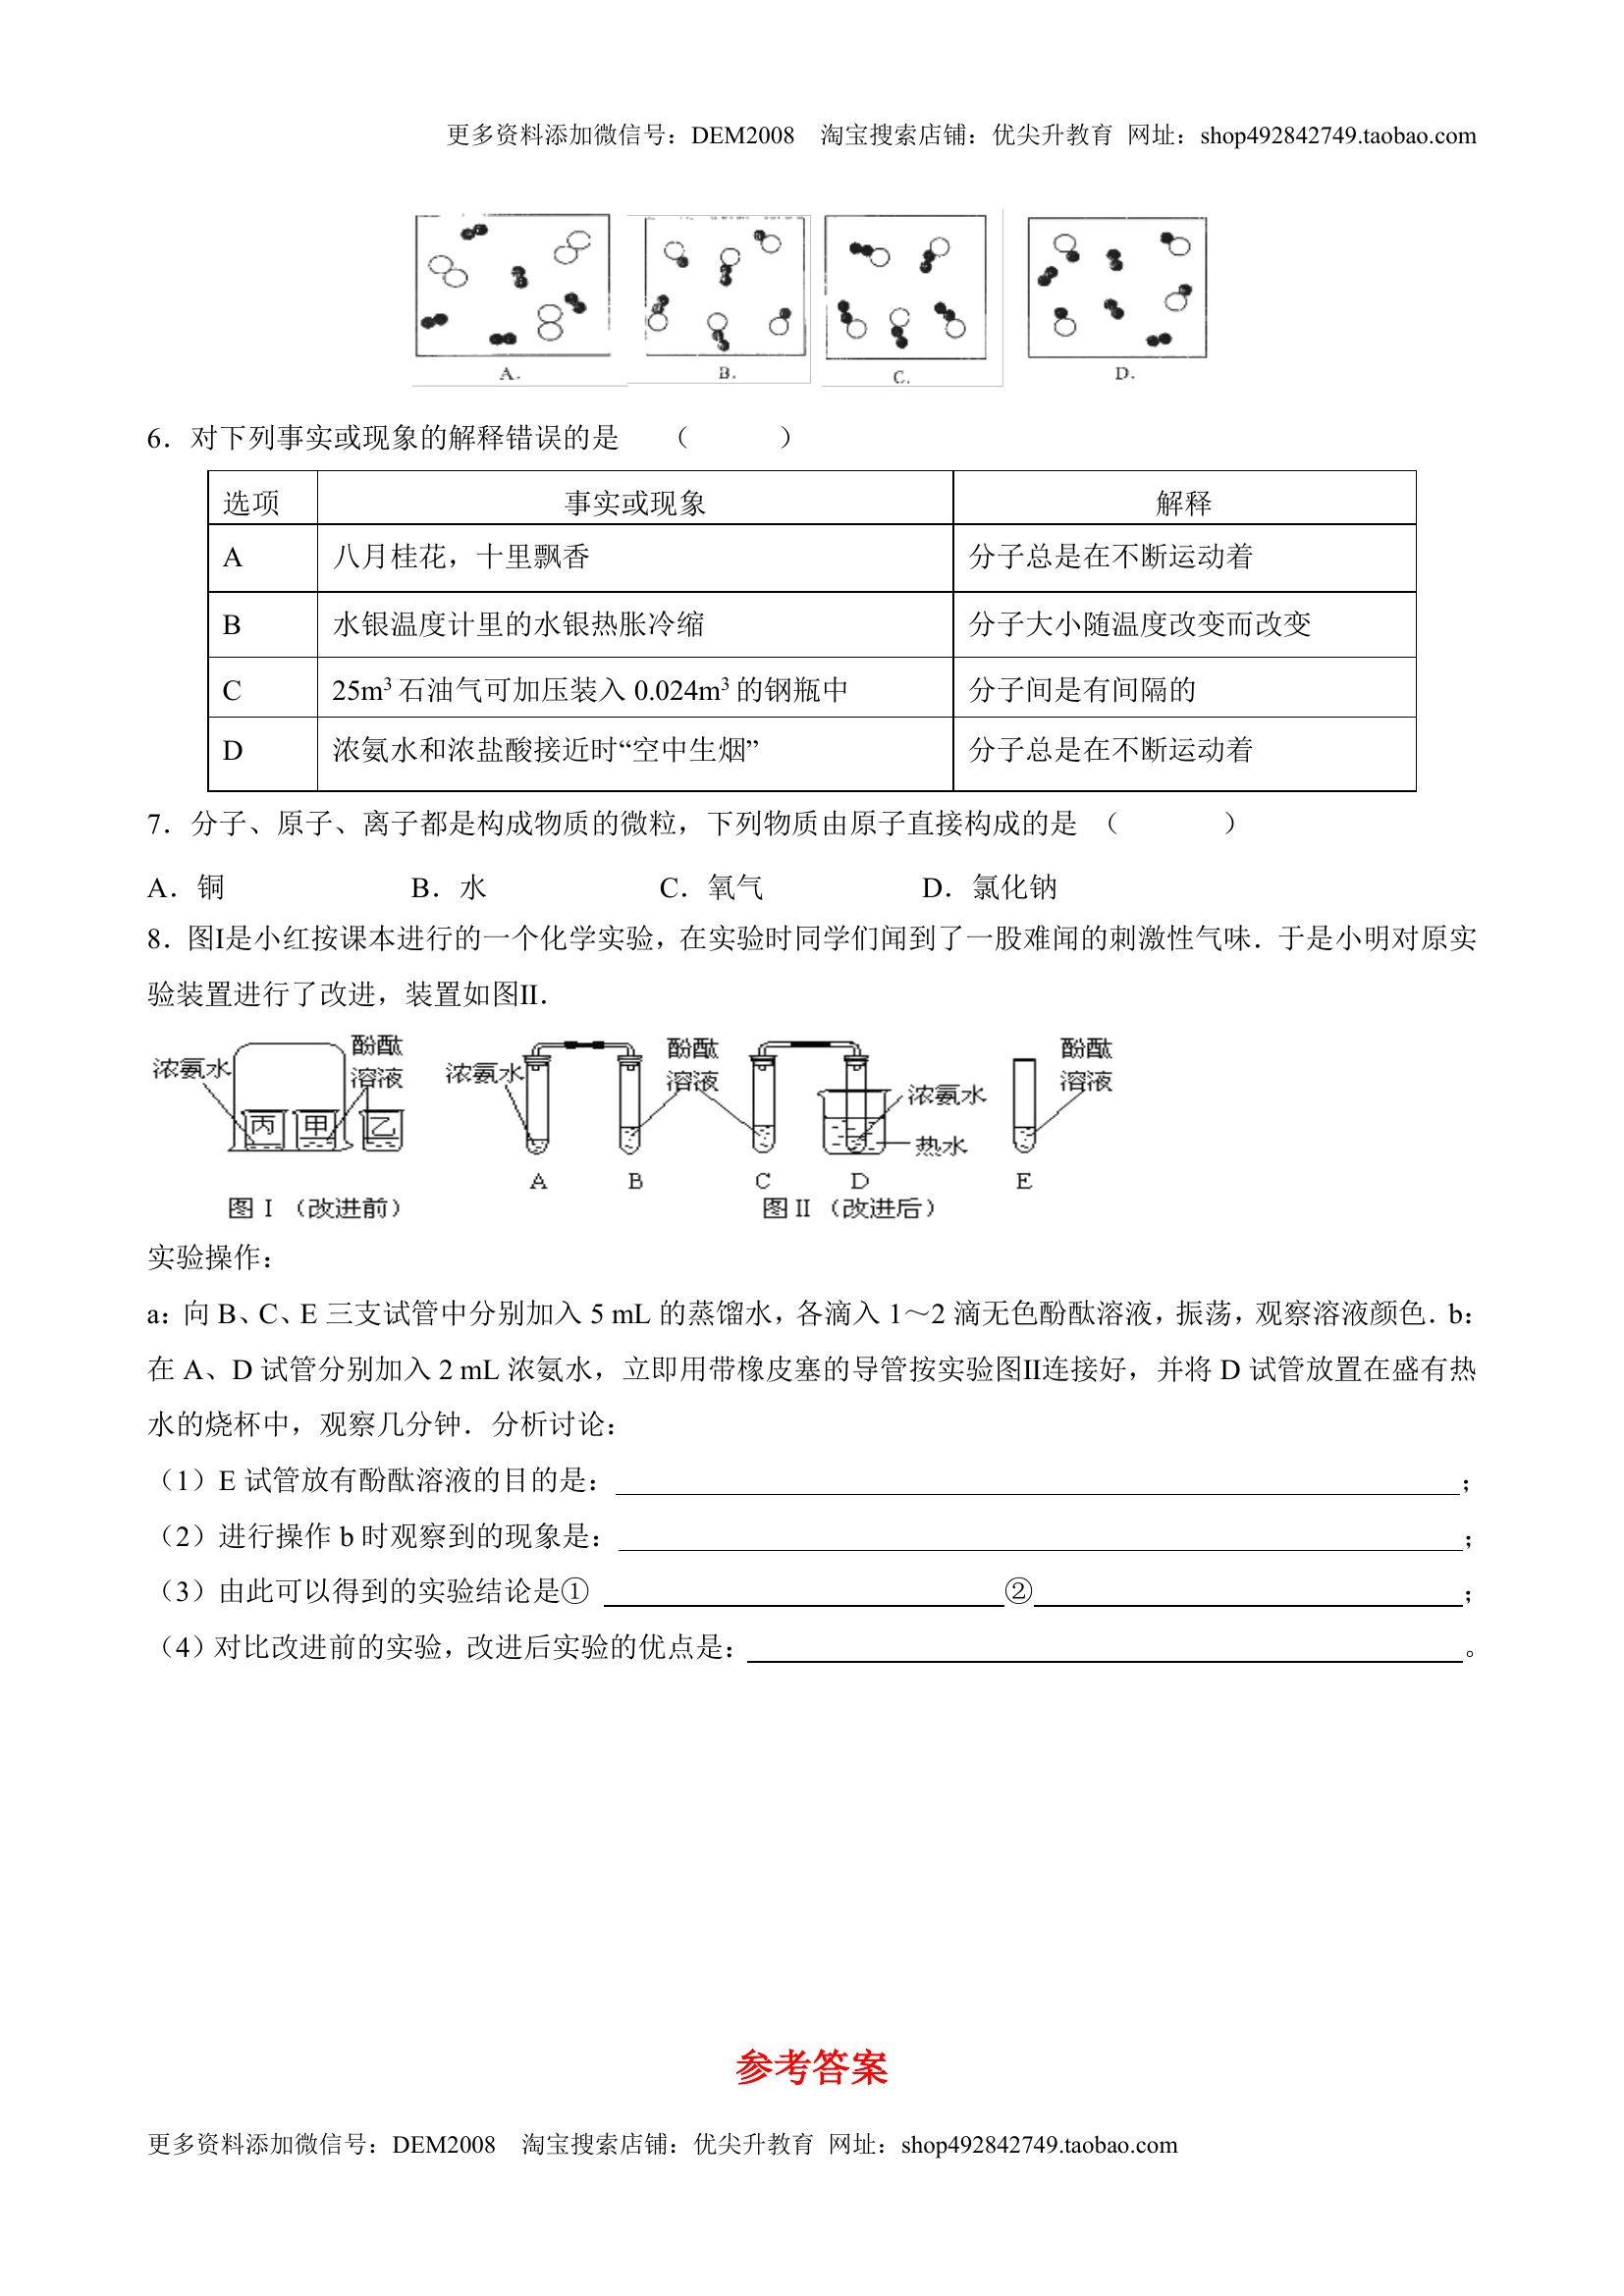 更多资料添加微信号：DEM2008 淘宝搜索店铺：优尖升教育 网址：shop492842749.taobao.com
A. B. C. D.
6．对下列事实或现象的解释错误的是 （ ）
选项 事实或现象 解释
A 八月桂花，十里飘香 分子总是在不断运动着
B 水银温度计里的水银热胀冷缩 分子大小随温度改变而改变
C 25m³石油气可加压装入 0.024m³的钢瓶中 分子间是有间隔的
D 浓氨水和浓盐酸接近时“空中生烟” 分子总是在不断运动着
7．分子、原子、离子都是构成物质的微粒，下列物质由原子直接构成的是 （ ）
A．铜 B．水 C．氧气 D．氯化钠
8．图Ⅰ是小红按课本进行的一个化学实验，在实验时同学们闻到了一股难闻的刺激性气味．于是小明对原实
验装置进行了改进，装置如图Ⅱ．
浓氨水 酚酞溶液 丙 甲 乙
浓氨水 酚酞溶液 浓氨水 热水 酚酞溶液
A B C D E
图Ⅰ（改进前） 图Ⅱ（改进后）
实验操作：
a：向 B、C、E 三支试管中分别加入 5 mL 的蒸馏水，各滴入 1～2 滴无色酚酞溶液，振荡，观察溶液颜色．b：
在 A、D 试管分别加入 2 mL 浓氨水，立即用带橡皮塞的导管按实验图Ⅱ连接好，并将 D 试管放置在盛有热
水的烧杯中，观察几分钟．分析讨论：
（1）E 试管放有酚酞溶液的目的是：；
（2）进行操作 b 时观察到的现象是：；
（3）由此可以得到的实验结论是① ②；
（4）对比改进前的实验，改进后实验的优点是：。
参考答案
更多资料添加微信号：DEM2008 淘宝搜索店铺：优尖升教育 网址：shop492842749.taobao.com